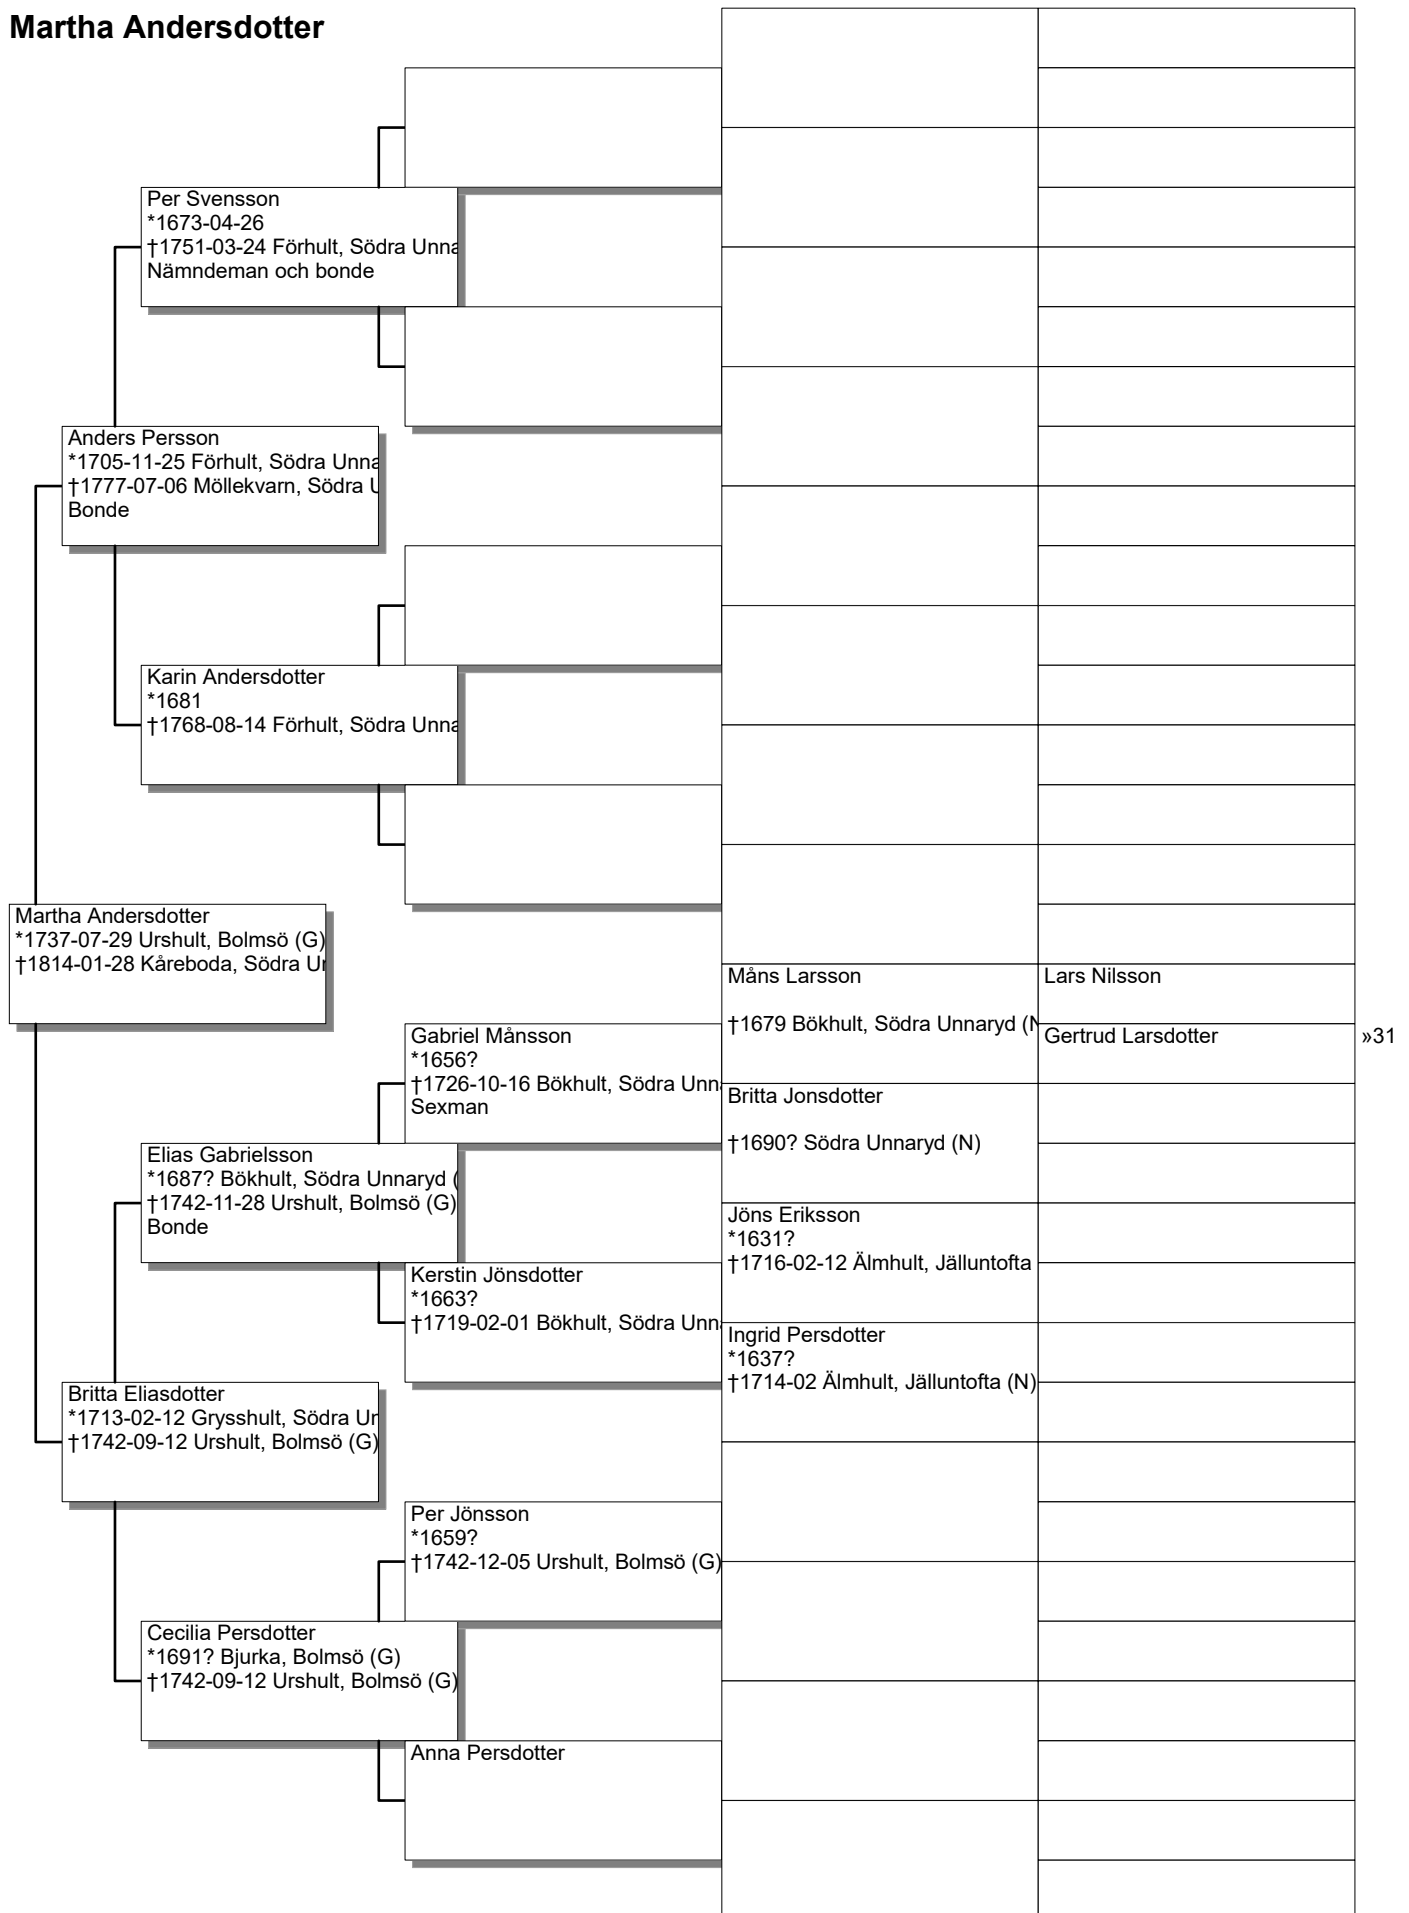 Martha Andersdotter
Per Svensson
*1673-04-26
†1751-03-24 Förhult, Södra Unna
Nämndeman och bonde
Anders Persson
*1705-11-25 Förhult, Södra Unna
†1777-07-06 Möllekvarn, Södra U
Bonde
Karin Andersdotter
*1681
†1768-08-14 Förhult, Södra Unna
Martha Andersdotter
*1737-07-29 Urshult, Bolmsö (G)
†1814-01-28 Kåreboda, Södra Un
Måns Larsson
†1679 Bökhult, Södra Unnaryd (N
Lars Nilsson
Gertrud Larsdotter
»31
Gabriel Månsson
*1656?
†1726-10-16 Bökhult, Södra Unna
Sexman
Britta Jonsdotter
†1690? Södra Unnaryd (N)
Elias Gabrielsson
*1687? Bökhult, Södra Unnaryd (
†1742-11-28 Urshult, Bolmsö (G)
Bonde
Jöns Eriksson
*1631?
†1716-02-12 Älmhult, Jälluntofta
Kerstin Jönsdotter
*1663?
†1719-02-01 Bökhult, Södra Unna
Ingrid Persdotter
*1637?
†1714-02 Älmhult, Jälluntofta (N)
Britta Eliasdotter
*1713-02-12 Grysshult, Södra Un
†1742-09-12 Urshult, Bolmsö (G)
Per Jönsson
*1659?
†1742-12-05 Urshult, Bolmsö (G)
Cecilia Persdotter
*1691? Bjurka, Bolmsö (G)
†1742-09-12 Urshult, Bolmsö (G)
Anna Persdotter